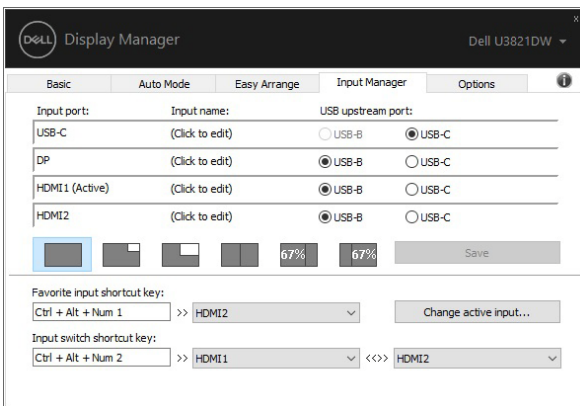 DELL Display Manager Dell U3821DW
Basic Auto Mode Easy Arrange Input Manager Options
Input port: Input name: USB upstream port:
USB-C (Click to edit) USB-B USB-C
DP (Click to edit) USB-B USB-C
HDMI1 (Active) (Click to edit) USB-B USB-C
HDMI2 (Click to edit) USB-B USB-C
67% 67% Save
Favorite input shortcut key:
Ctrl + Alt + Num 1 >> HDMI2 Change active input...
Input switch shortcut key:
Ctrl + Alt + Num 2 >> HDMI1 <<>> HDMI2